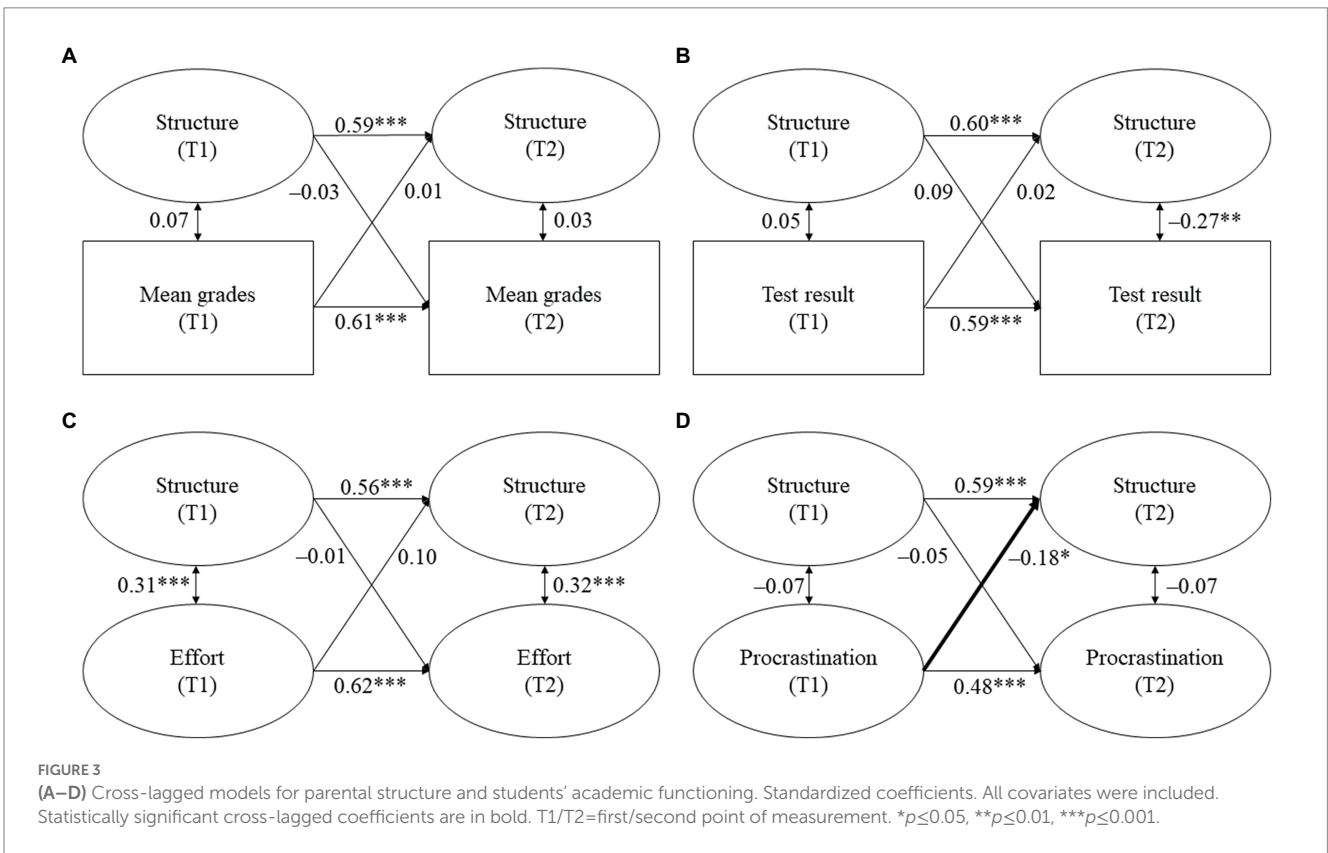 A
Structure
(T1)
0.59***
Structure
(T2)
–0.03
0.01
0.07
0.03
Mean grades
(T1)
0.61***
Mean grades
(T2)
B
Structure
(T1)
0.60***
Structure
(T2)
0.09
0.02
0.05
–0.27**
Test result
(T1)
0.59***
Test result
(T2)
C
Structure
(T1)
0.56***
Structure
(T2)
–0.01
0.10
0.31***
0.32***
Effort
(T1)
0.62***
Effort
(T2)
D
Structure
(T1)
0.59***
Structure
(T2)
–0.05
–0.18*
–0.07
–0.07
Procrastination
(T1)
0.48***
Procrastination
(T2)
FIGURE 3
(A–D) Cross-lagged models for parental structure and students’ academic functioning. Standardized coefficients. All covariates were included.
Statistically significant cross-lagged coefficients are in bold. T1/T2=first/second point of measurement. *p≤0.05, **p≤0.01, ***p≤0.001.